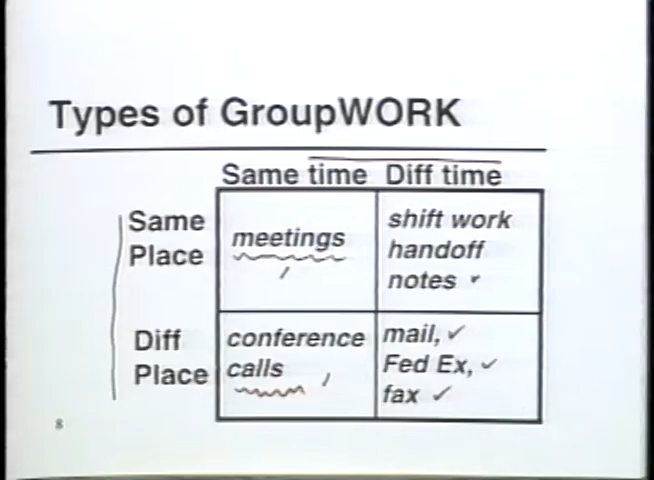 Types of GroupWORK
Same time Diff time
Same
Place
meetings
shift work
handoff
notes
Diff
Place
conference
calls
mail,
Fed Ex,
fax
8